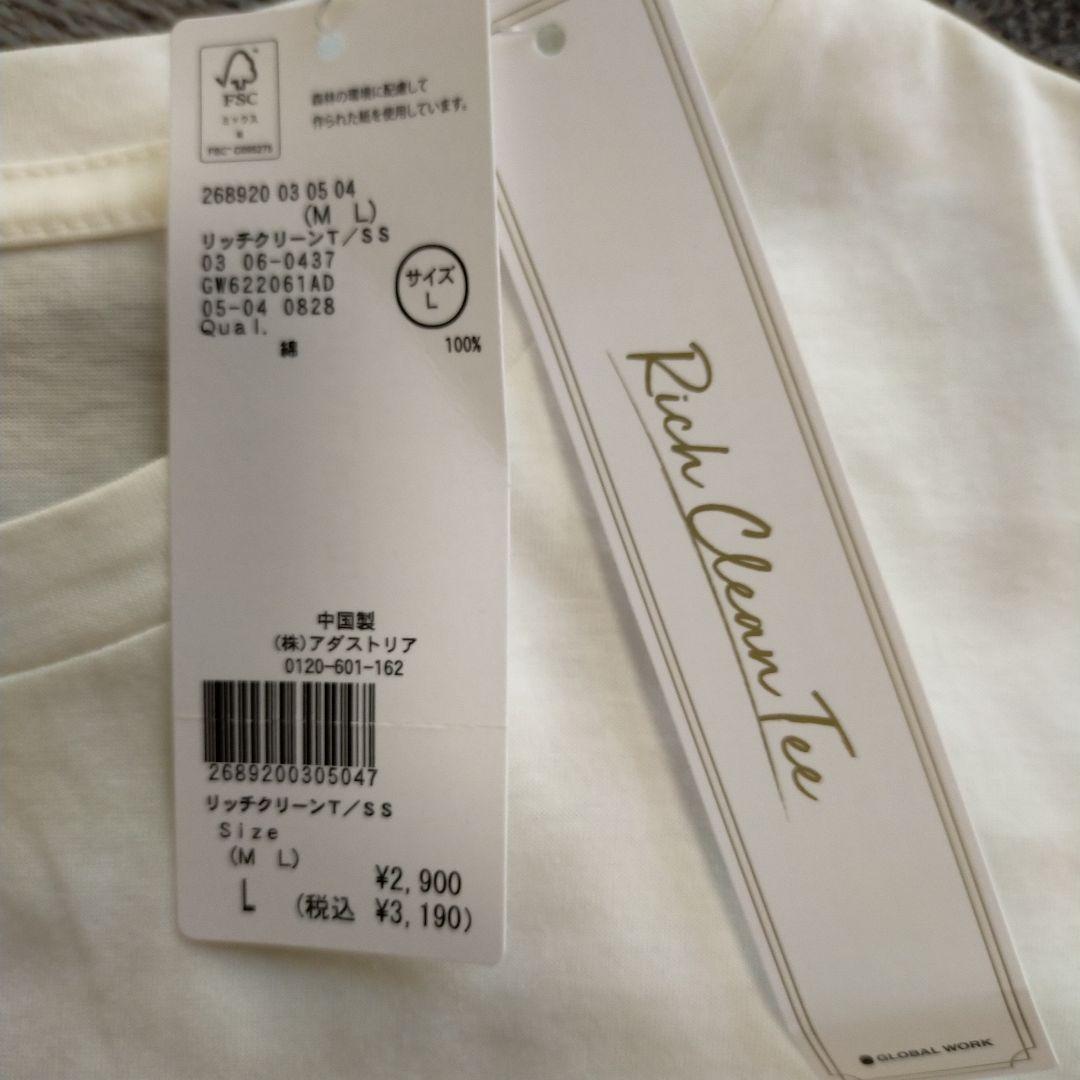 FSC
ミックス
紙
FSC™ C095275
森林の環境に配慮して
作られた紙を使用しています。
268920 03 05 04
(M L)
リッチクリーンT/SS
03 06-0437
GW622061AD
05-04 0828
Qual.
サイズ
L
綿 100%
中国製
(株)アダストリア
0120-601-162
2689200305047
リッチクリーンT/SS
Size
(M L)
L
¥2,900
(税込 ¥3,190)
Rich Clean Tee
GLOBAL WORK